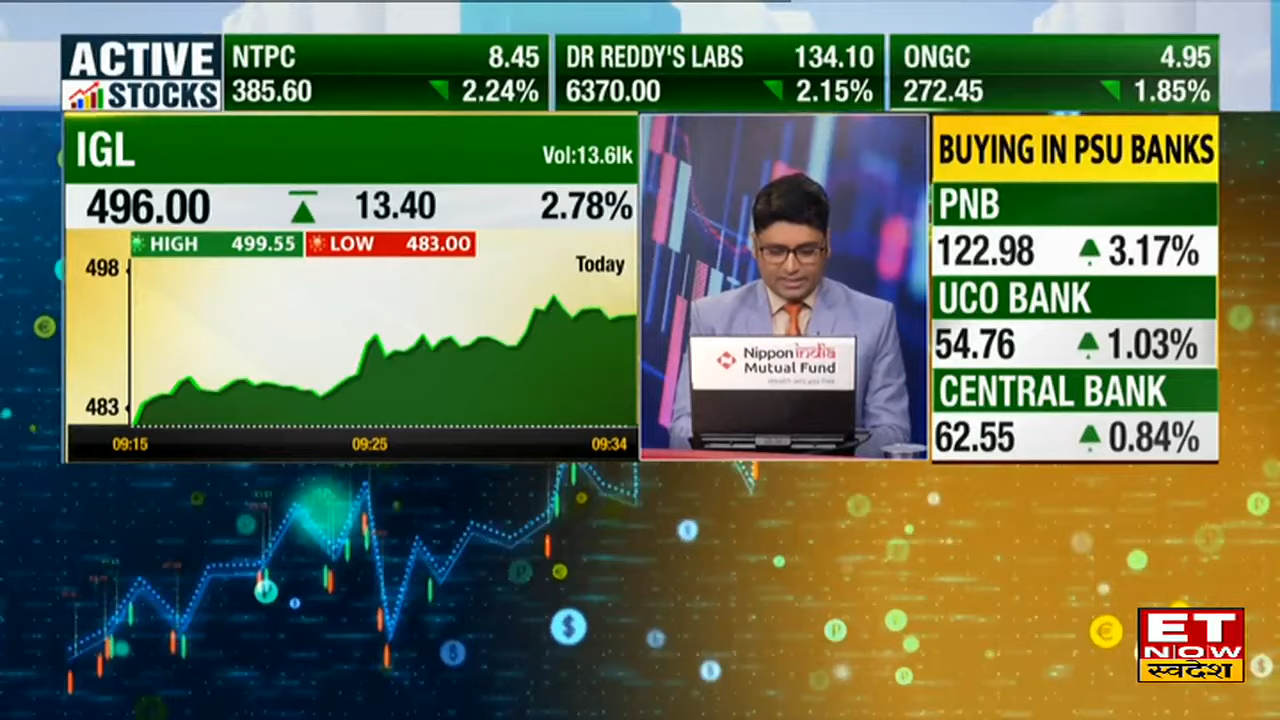 ACTIVE
STOCKS
NTPC 8.45
385.60 2.24%
DR REDDY'S LABS 134.10
6370.00 2.15%
ONGC 4.95
272.45 1.85%
IGL Vol:13.6lk
496.00 13.40 2.78%
HIGH 499.55 LOW 483.00
Today
498
483
09:15 09:25 09:34
Nippon india
Mutual Fund
BUYING IN PSU BANKS
PNB
122.98 3.17%
UCO BANK
54.76 1.03%
CENTRAL BANK
62.55 0.84%
ET
NOW
स्वदेश